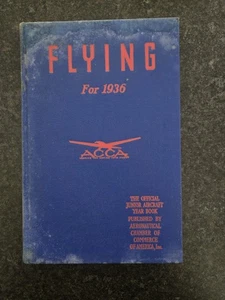 FLYING
For 1936
ACCA
THE OFFICIAL
JUNIOR AIRCRAFT
YEAR BOOK
PUBLISHED BY
AERONAUTICAL
CHAMBER OF
COMMERCE
OF AMERICA, Inc.